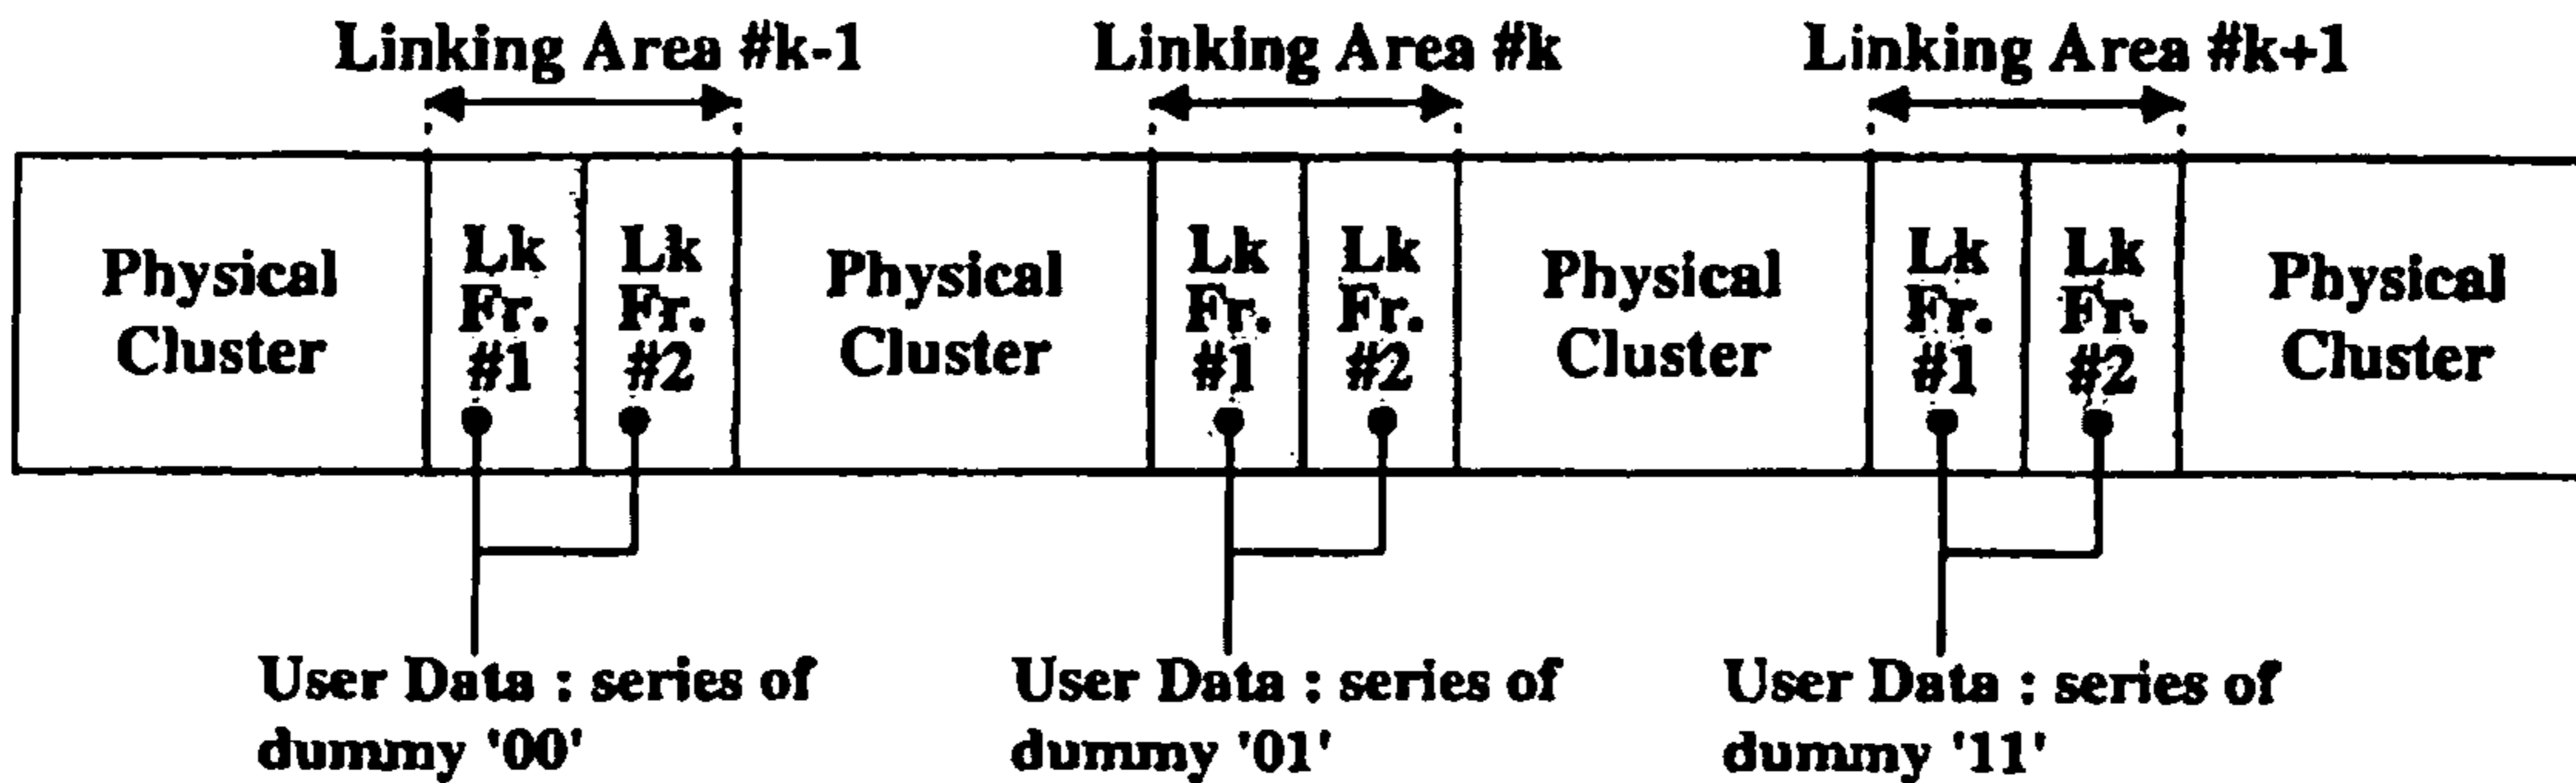 Linking Area #k-1
Linking Area #k
Linking Area #k+1
Physical
Cluster
Lk
Fr.
#1
Lk
Fr.
#2
Physical
Cluster
Lk
Fr.
#1
Lk
Fr.
#2
Physical
Cluster
Lk
Fr.
#1
Lk
Fr.
#2
Physical
Cluster
User Data : series of
dummy '00'
User Data : series of
dummy '01'
User Data : series of
dummy '11'